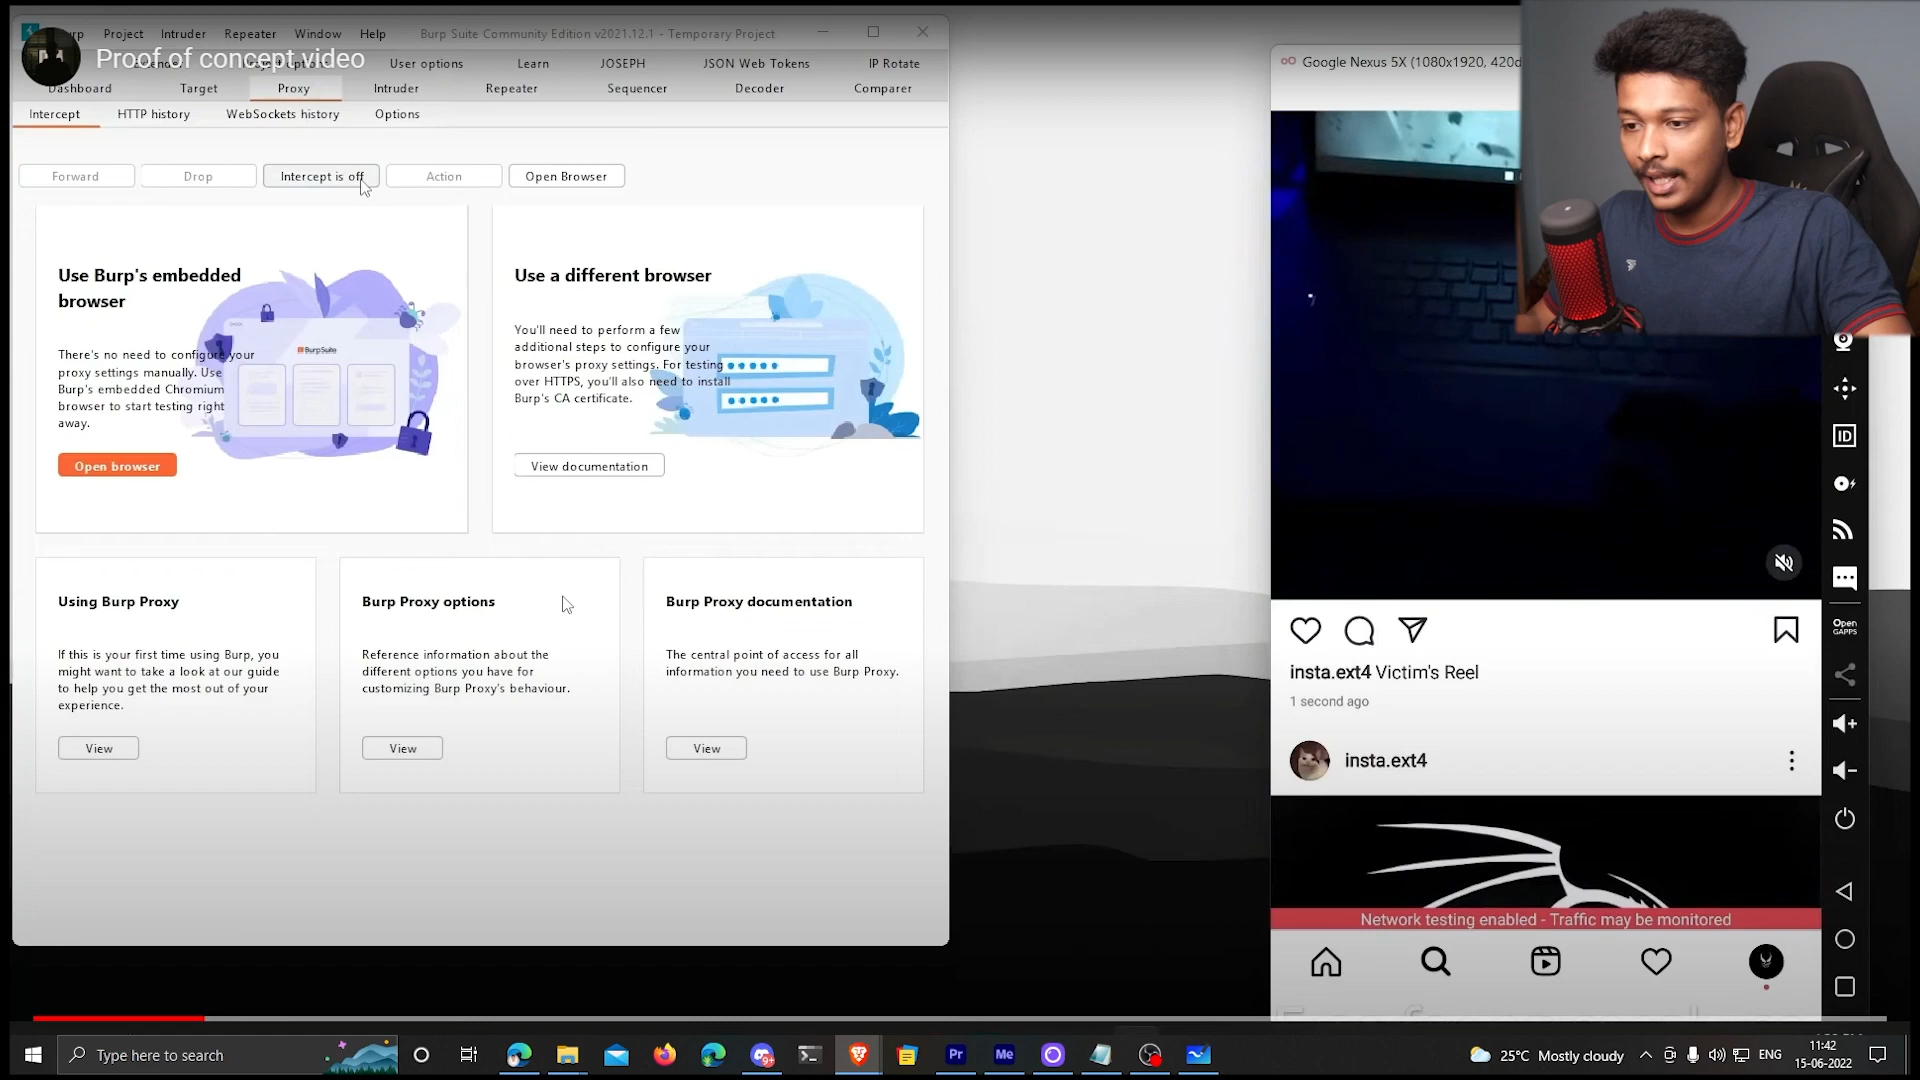 Burp Project Intruder Repeater Window Help Burp Suite Community Edition v2021.12.1 - Temporary Project
Proof of concept video
User options Learn JOSEPH JSON Web Tokens IP Rotate
Dashboard Target Proxy Intruder Repeater Sequencer Decoder Comparer
Intercept HTTP history WebSockets history Options
Forward Drop Intercept is off Action Open Browser
Use Burp's embedded
browser
There's no need to configure your
proxy settings manually. Use
Burp's embedded Chromium
browser to start testing right
away.
BurpSuite
Open browser
Use a different browser
You'll need to perform a few
additional steps to configure your
browser's proxy settings. For testing
over HTTPS, you'll also need to install
Burp's CA certificate.
View documentation
Using Burp Proxy
If this is your first time using Burp, you
might want to take a look at our guide
to help you get the most out of your
experience.
View
Burp Proxy options
Reference information about the
different options you have for
customizing Burp Proxy's behaviour.
View
Burp Proxy documentation
The central point of access for all
information you need to use Burp Proxy.
View
Google Nexus 5X (1080x1920, 420d
ID
Open
GAPPS
insta.ext4 Victim's Reel
1 second ago
insta.ext4
Network testing enabled - Traffic may be monitored
Type here to search
Pr
Me
25°C Mostly cloudy
ENG
11:42
15-06-2022